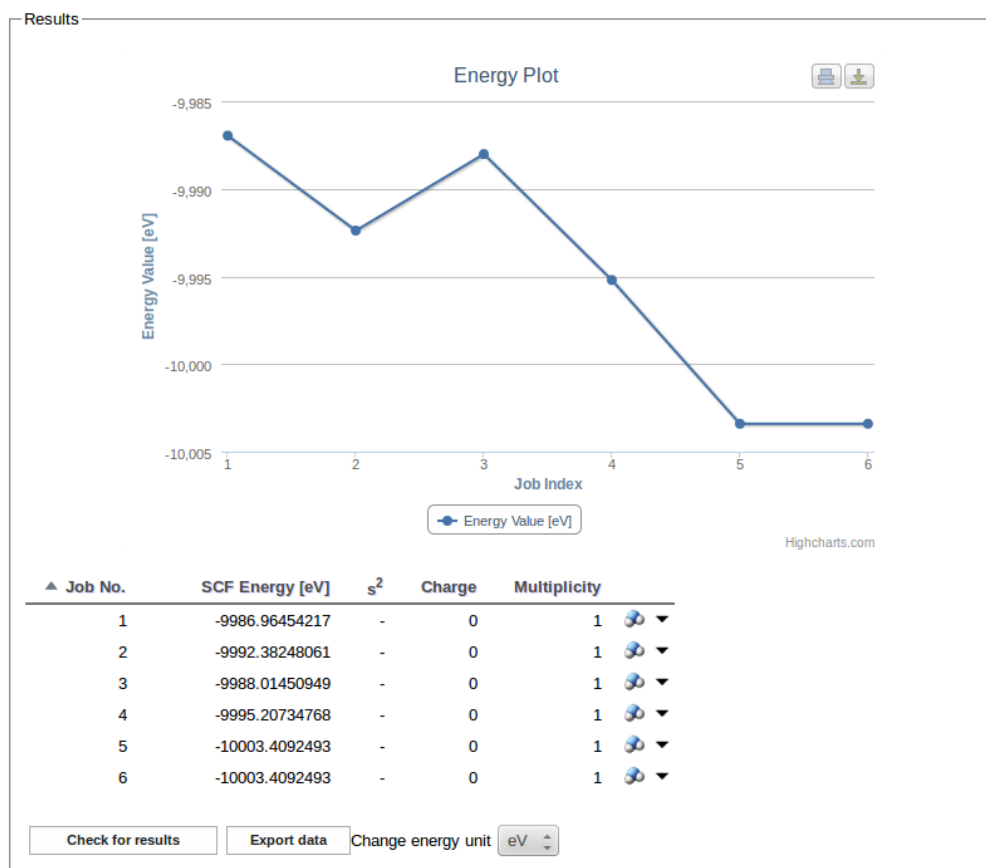 Results
Energy Plot
-9,985
-9,990
-9,995
-10,000
-10,005
Energy Value [eV]
1 2 3 4 5 6
Job Index
Energy Value [eV]
Highcharts.com
Job No. SCF Energy [eV] s² Charge Multiplicity
1 -9986.96454217 - 0 1
2 -9992.38248061 - 0 1
3 -9988.01450949 - 0 1
4 -9995.20734768 - 0 1
5 -10003.4092493 - 0 1
6 -10003.4092493 - 0 1
Check for results Export data Change energy unit eV